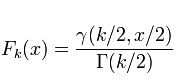 F_k(x) = \frac{\gamma(k/2, x/2)}{\Gamma(k/2)}